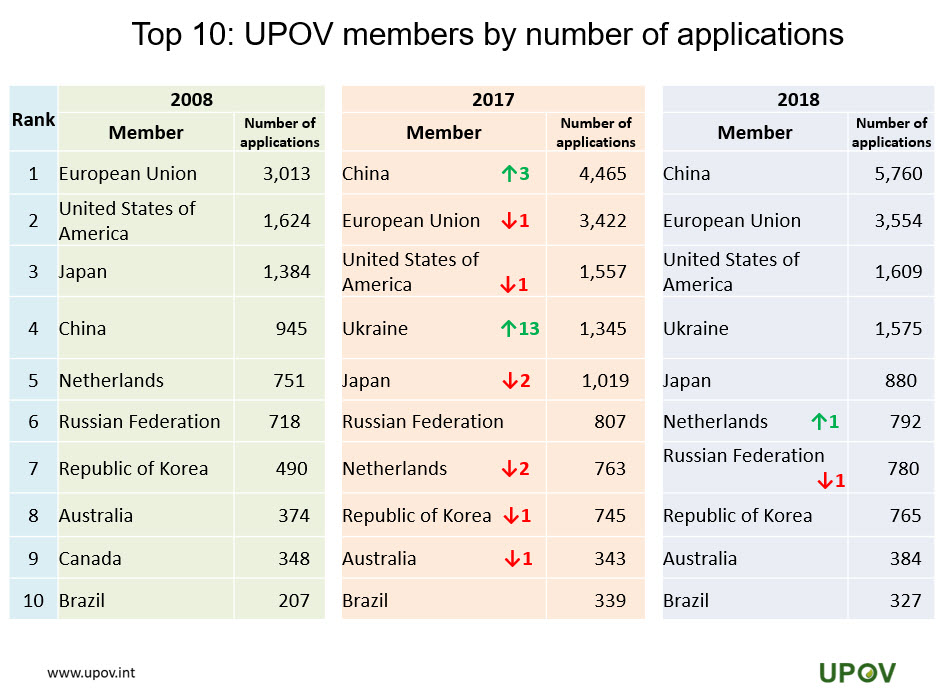 Top 10: UPOV members by number of applications
Rank 2008 2017 2018
Member Number of applications Member Number of applications Member Number of applications
1 European Union 3,013 China ↑3 4,465 China 5,760
2 United States of America 1,624 European Union ↓1 3,422 European Union 3,554
3 Japan 1,384 United States of America ↓1 1,557 United States of America 1,609
4 China 945 Ukraine ↑13 1,345 Ukraine 1,575
5 Netherlands 751 Japan ↓2 1,019 Japan 880
6 Russian Federation 718 Russian Federation 807 Netherlands ↑1 792
7 Republic of Korea 490 Netherlands ↓2 763 Russian Federation ↓1 780
8 Australia 374 Republic of Korea ↓1 745 Republic of Korea 765
9 Canada 348 Australia ↓1 343 Australia 384
10 Brazil 207 Brazil 339 Brazil 327
www.upov.int UPOV